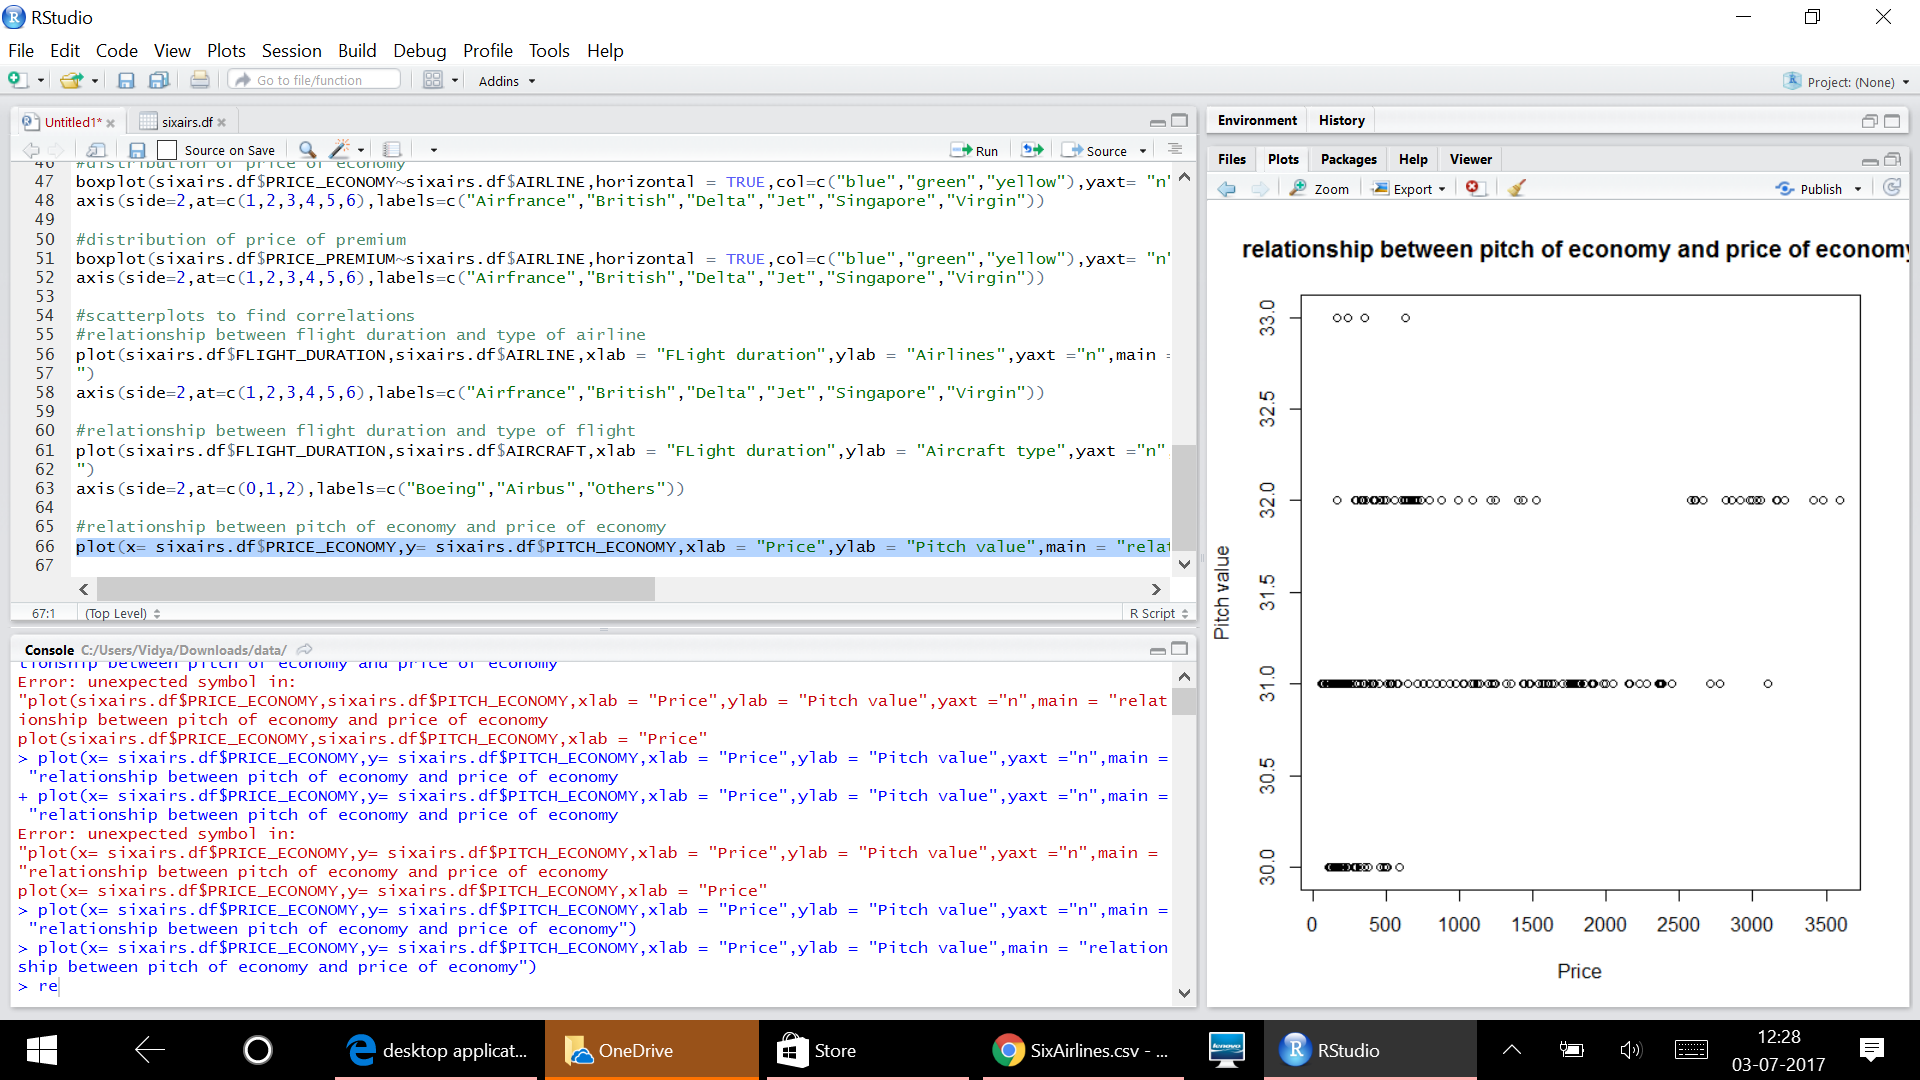 RStudio
File Edit Code View Plots Session Build Debug Profile Tools Help
Go to file/function Addins Project: (None)
Untitled1* sixairs.df
Source on Save Run Source
46 #distribution of price of economy
47 boxplot(sixairs.df$PRICE_ECONOMY~sixairs.df$AIRLINE,horizontal = TRUE,col=c("blue","green","yellow"),yaxt= "n"
48 axis(side=2,at=c(1,2,3,4,5,6),labels=c("Airfrance","British","Delta","Jet","Singapore","Virgin"))
49
50 #distribution of price of premium
51 boxplot(sixairs.df$PRICE_PREMIUM~sixairs.df$AIRLINE,horizontal = TRUE,col=c("blue","green","yellow"),yaxt= "n"
52 axis(side=2,at=c(1,2,3,4,5,6),labels=c("Airfrance","British","Delta","Jet","Singapore","Virgin"))
53
54 #scatterplots to find correlations
55 #relationship between flight duration and type of airline
56 plot(sixairs.df$FLIGHT_DURATION,sixairs.df$AIRLINE,xlab = "FLight duration",ylab = "Airlines",yaxt ="n",main =
57 ")
58 axis(side=2,at=c(1,2,3,4,5,6),labels=c("Airfrance","British","Delta","Jet","Singapore","Virgin"))
59
60 #relationship between flight duration and type of flight
61 plot(sixairs.df$FLIGHT_DURATION,sixairs.df$AIRCRAFT,xlab = "FLight duration",ylab = "Aircraft type",yaxt ="n",
62 ")
63 axis(side=2,at=c(0,1,2),labels=c("Boeing","Airbus","Others"))
64
65 #relationship between pitch of economy and price of economy
66 plot(x= sixairs.df$PRICE_ECONOMY,y= sixairs.df$PITCH_ECONOMY,xlab = "Price",ylab = "Pitch value",main = "relat
67
67:1 (Top Level) R Script
Console C:/Users/Vidya/Downloads/data/
tionship between pitch of economy and price of economy
Error: unexpected symbol in:
"plot(sixairs.df$PRICE_ECONOMY,sixairs.df$PITCH_ECONOMY,xlab = "Price",ylab = "Pitch value",yaxt ="n",main = "relat
ionship between pitch of economy and price of economy
plot(sixairs.df$PRICE_ECONOMY,sixairs.df$PITCH_ECONOMY,xlab = "Price"
> plot(x= sixairs.df$PRICE_ECONOMY,y= sixairs.df$PITCH_ECONOMY,xlab = "Price",ylab = "Pitch value",yaxt ="n",main =
"relationship between pitch of economy and price of economy
+ plot(x= sixairs.df$PRICE_ECONOMY,y= sixairs.df$PITCH_ECONOMY,xlab = "Price",ylab = "Pitch value",yaxt ="n",main =
"relationship between pitch of economy and price of economy
Error: unexpected symbol in:
"plot(x= sixairs.df$PRICE_ECONOMY,y= sixairs.df$PITCH_ECONOMY,xlab = "Price",ylab = "Pitch value",yaxt ="n",main =
"relationship between pitch of economy and price of economy
plot(x= sixairs.df$PRICE_ECONOMY,y= sixairs.df$PITCH_ECONOMY,xlab = "Price"
> plot(x= sixairs.df$PRICE_ECONOMY,y= sixairs.df$PITCH_ECONOMY,xlab = "Price",ylab = "Pitch value",yaxt ="n",main =
"relationship between pitch of economy and price of economy")
> plot(x= sixairs.df$PRICE_ECONOMY,y= sixairs.df$PITCH_ECONOMY,xlab = "Price",ylab = "Pitch value",main = "relation
ship between pitch of economy and price of economy")
> re
Environment History
Files Plots Packages Help Viewer
Zoom Export Publish
relationship between pitch of economy and price of economy
33.0
32.5
32.0
31.5
31.0
30.5
30.0
Pitch value
0 500 1000 1500 2000 2500 3000 3500
Price
desktop applicat... OneDrive Store SixAirlines.csv - ... lenovo RStudio
12:28
03-07-2017